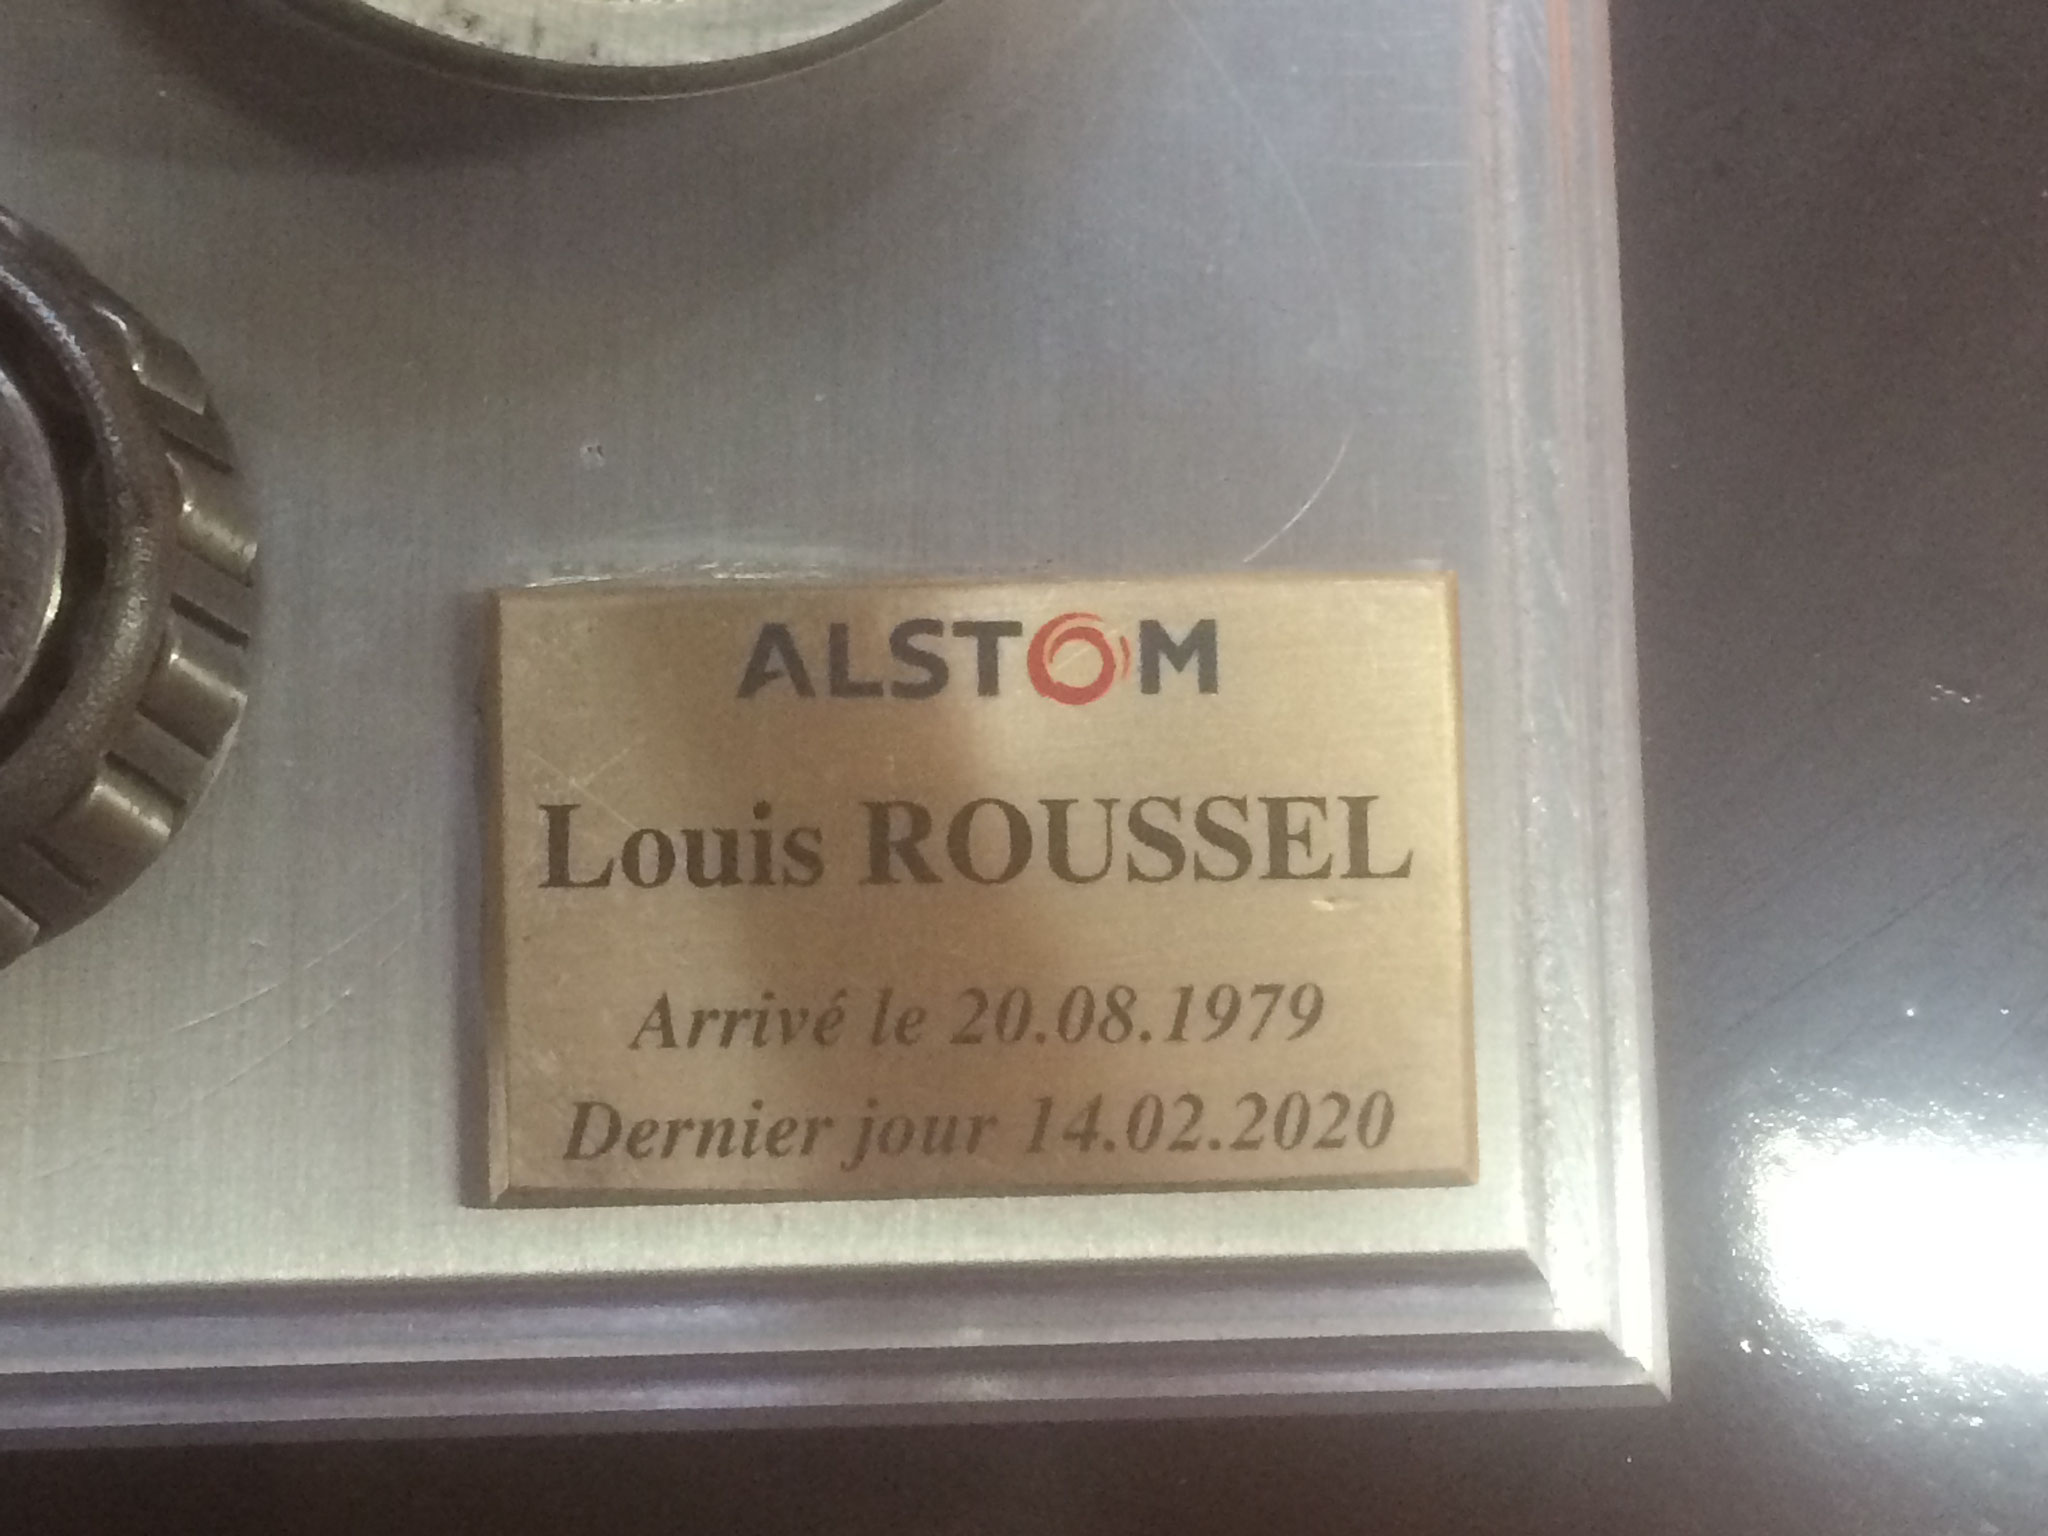 ALSTOM
Louis ROUSSEL
Arrivé le 20.08.1979
Dernier jour 14.02.2020